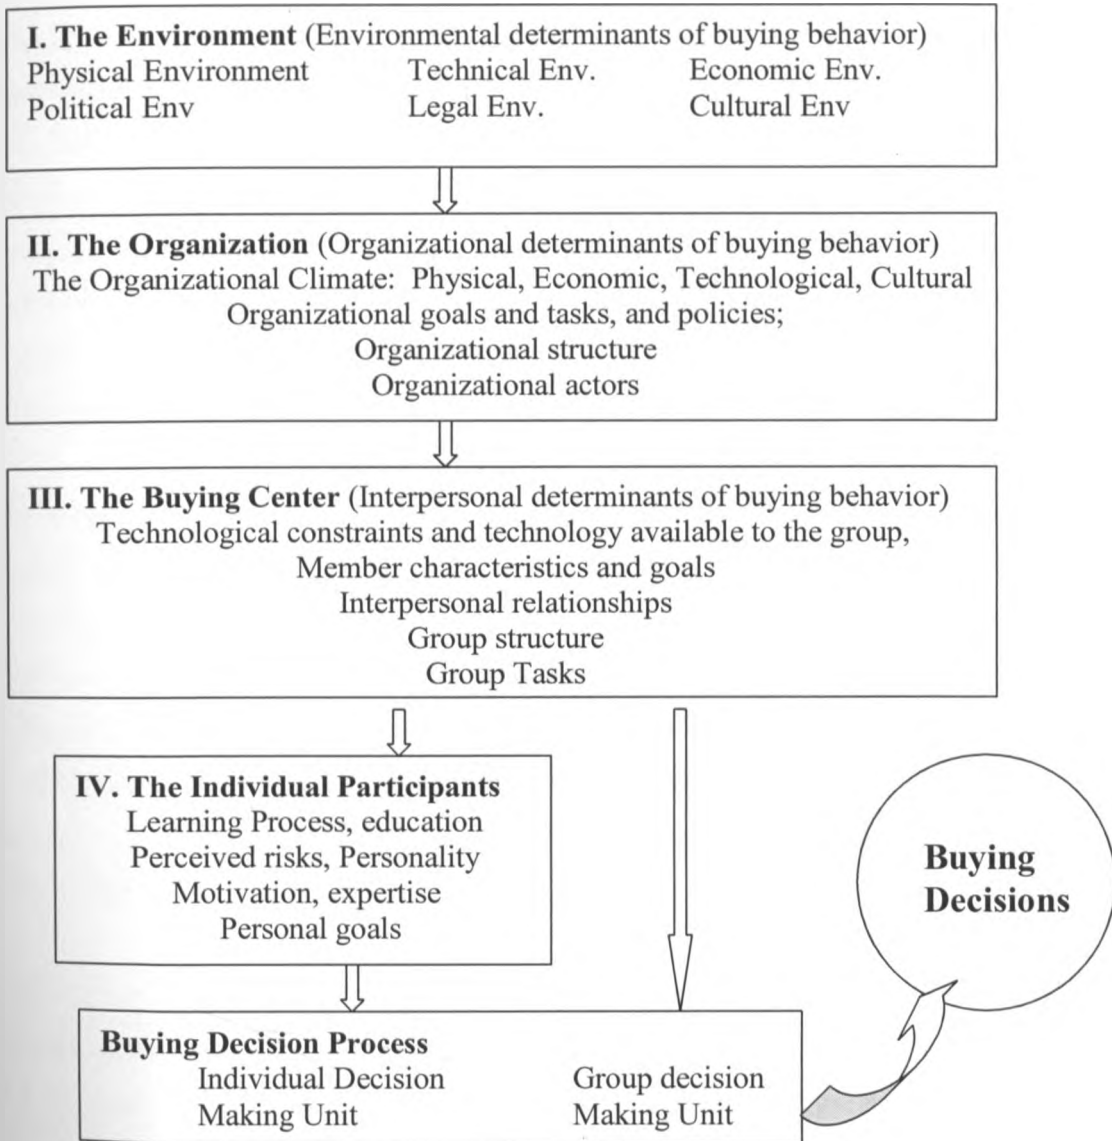 I. The Environment (Environmental determinants of buying behavior)
Physical Environment Technical Env. Economic Env.
Political Env Legal Env. Cultural Env
II. The Organization (Organizational determinants of buying behavior)
The Organizational Climate: Physical, Economic, Technological, Cultural
Organizational goals and tasks, and policies;
Organizational structure
Organizational actors
III. The Buying Center (Interpersonal determinants of buying behavior)
Technological constraints and technology available to the group,
Member characteristics and goals
Interpersonal relationships
Group structure
Group Tasks
IV. The Individual Participants
Learning Process, education
Perceived risks, Personality
Motivation, expertise
Personal goals
Buying
Decisions
Buying Decision Process
Individual Decision Group decision
Making Unit Making Unit